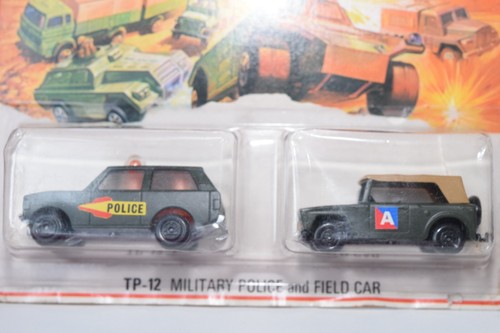 POLICE
A
TP-12 MILITARY POLICE and FIELD CAR